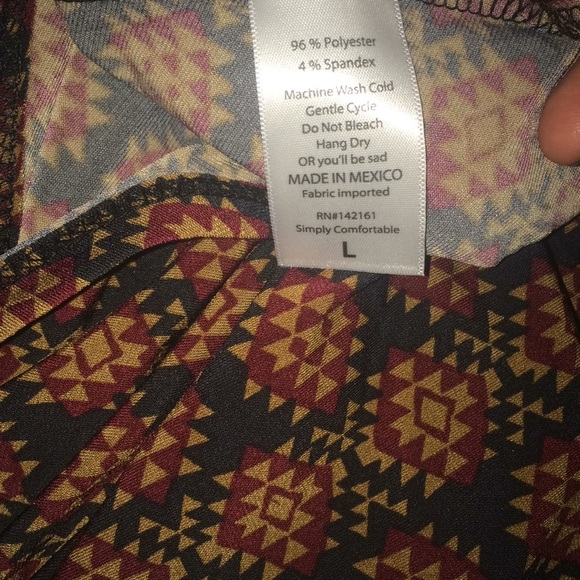 96 % Polyester
4 % Spandex
Machine Wash Cold
Gentle Cycle
Do Not Bleach
Hang Dry
OR you'll be sad
MADE IN MEXICO
Fabric imported
RN#142161
Simply Comfortable
L